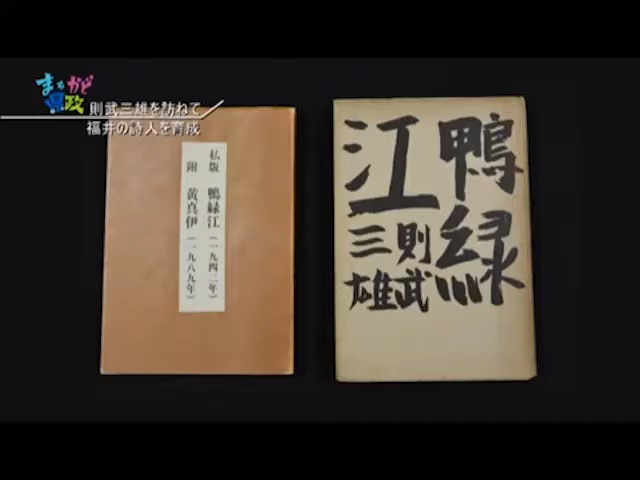 まちかど
県政
則武三雄を訪ねて
福井の詩人を育成
私版 鴨緑江(一九四二年)
附 黄真伊(一九八九年)
鴨緑
江
則武
三雄